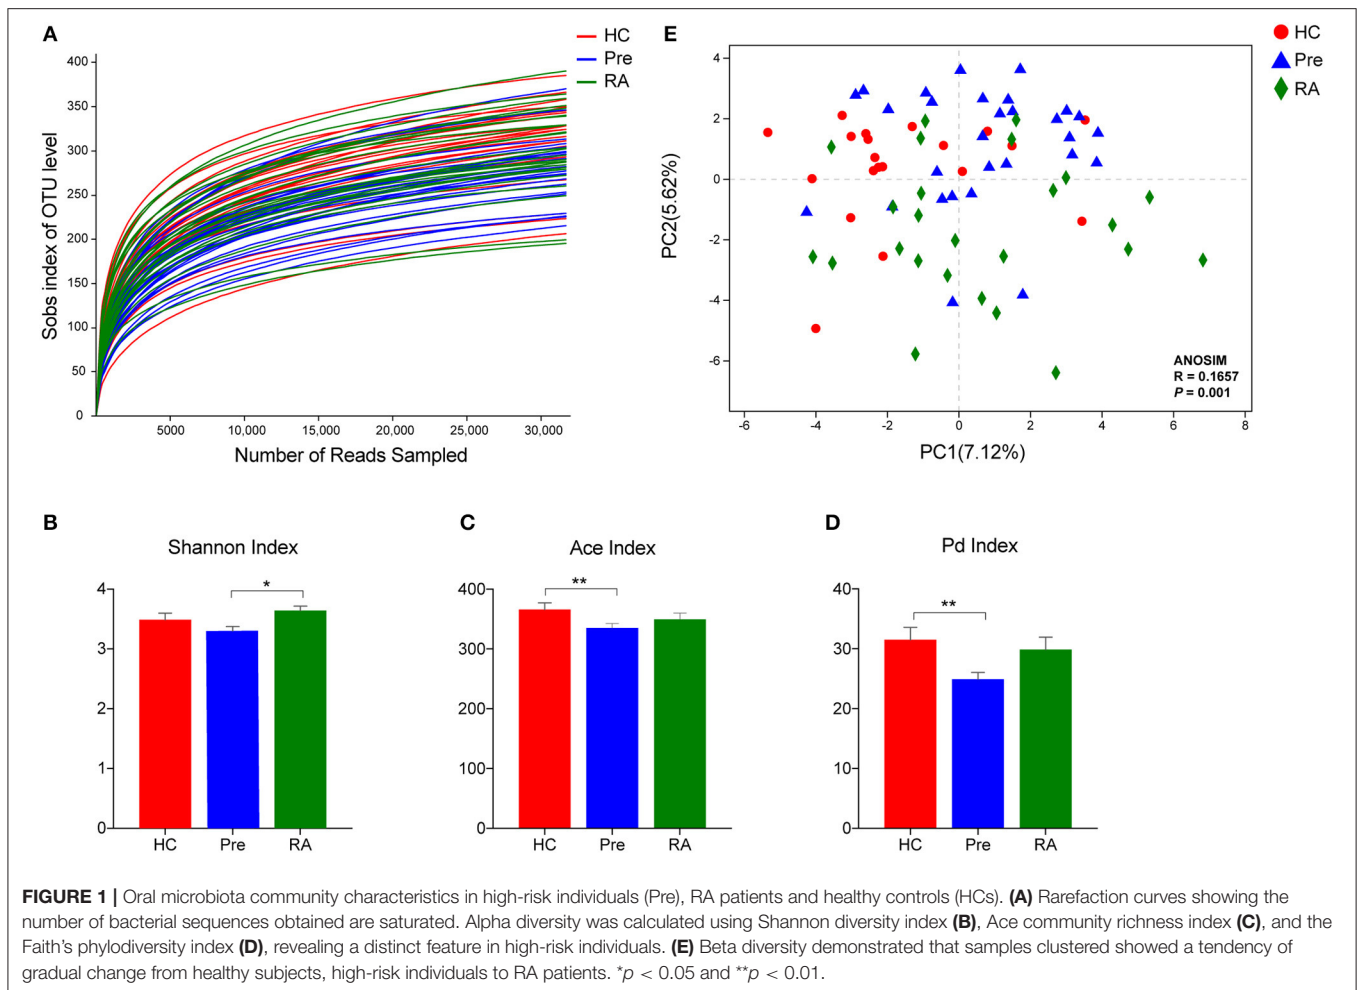 A
HC
Pre
RA
400
350
300
250
200
150
100
50
0
Sobs index of OTU level
5000 10,000 15,000 20,000 25,000 30,000
Number of Reads Sampled
E
HC
Pre
RA
4
2
0
-2
-4
-6
PC2(5.62%)
ANOSIM
R = 0.1657
P = 0.001
-6 -4 -2 0 2 4 6 8
PC1(7.12%)
B
Shannon Index
*
4
3
2
1
0
HC Pre RA
C
Ace Index
**
400
300
200
100
0
HC Pre RA
D
Pd Index
**
40
30
20
10
0
HC Pre RA
FIGURE 1 | Oral microbiota community characteristics in high-risk individuals (Pre), RA patients and healthy controls (HCs). (A) Rarefaction curves showing the
number of bacterial sequences obtained are saturated. Alpha diversity was calculated using Shannon diversity index (B), Ace community richness index (C), and the
Faith's phylodiversity index (D), revealing a distinct feature in high-risk individuals. (E) Beta diversity demonstrated that samples clustered showed a tendency of
gradual change from healthy subjects, high-risk individuals to RA patients. *p < 0.05 and **p < 0.01.